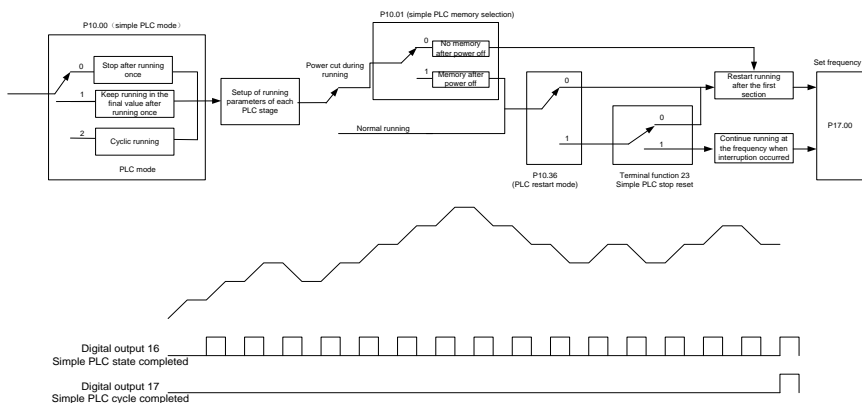 P10.00（simple PLC mode）
0
Stop after running
once
1
Keep running in the
final value after
running once
2
Cyclic running
PLC mode
Setup of running
parameters of each
PLC stage
Power cut during
running
Normal running
P10.01 (simple PLC memory selection)
0
No memory
after power off
1
Memory after
power off
0
1
P10.36
(PLC restart mode)
0
1
Terminal function 23
Simple PLC stop reset
Restart running
after the first
section
Continue running at
the frequency when
interruption occurred
Set frequency
P17.00
Digital output 16
Simple PLC state completed
Digital output 17
Simple PLC cycle completed